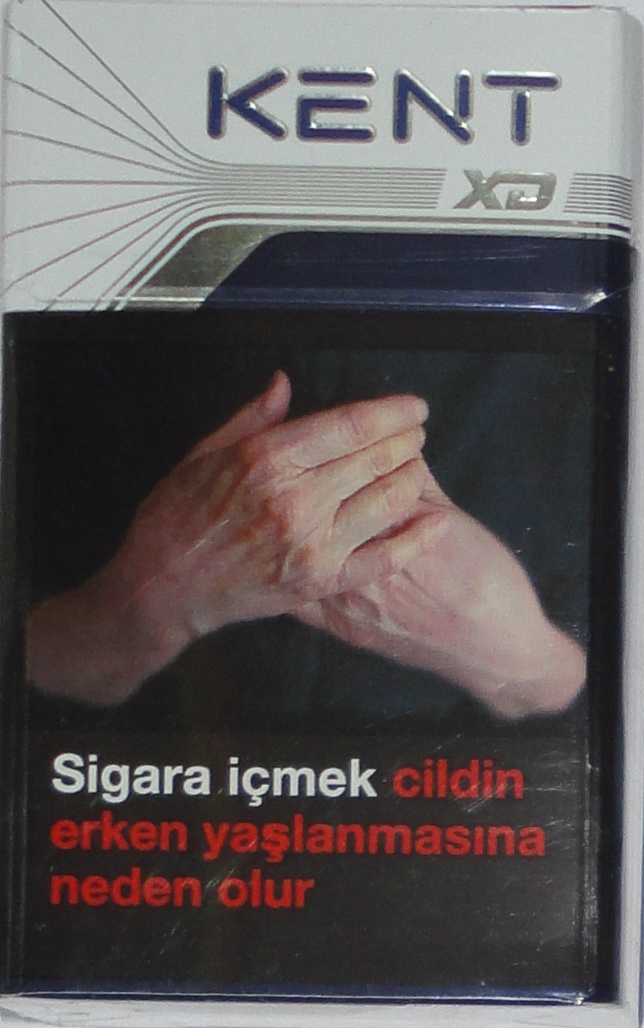 KENT
XD
Sigara içmek cildin
erken yaşlanmasına
neden olur